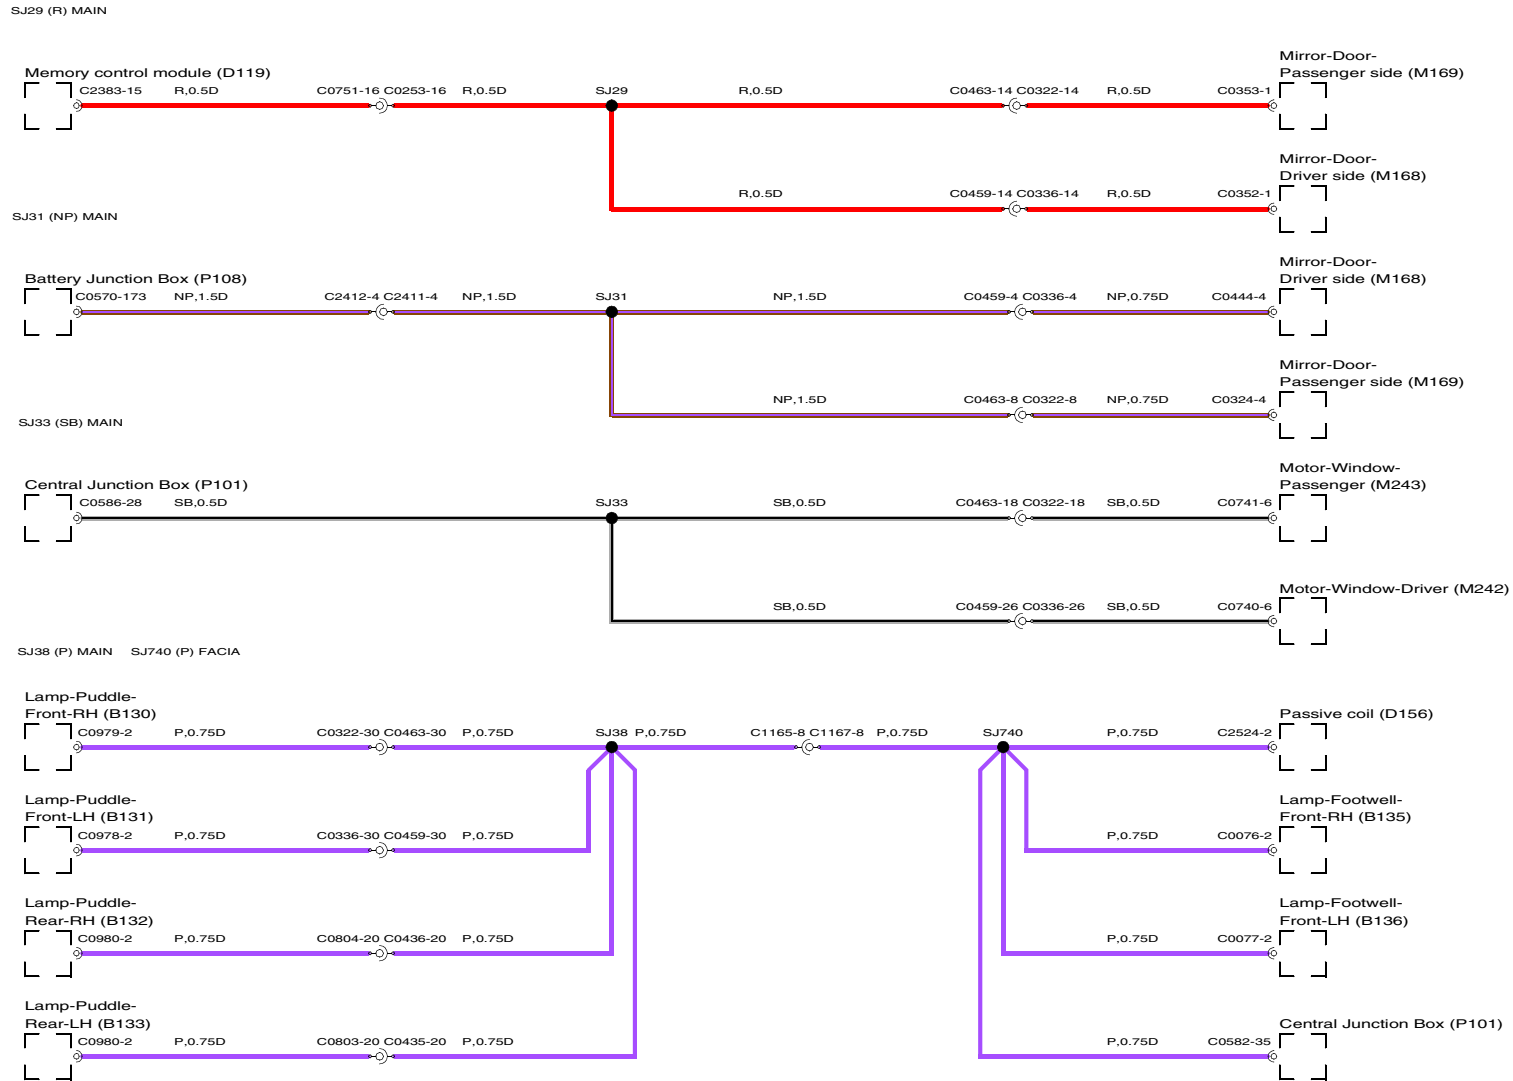 SJ29 (R) MAIN
Mirror-Door-
Memory control module (D119) Passenger side (M169)
C2383-15 R,0.5D C0751-16 C0253-16 R,0.5D SJ29 R,0.5D C0463-14 C0322-14 R,0.5D C0353-1
Mirror-Door-
Driver side (M168)
R,0.5D C0459-14 C0336-14 R,0.5D C0352-1
SJ31 (NP) MAIN
Mirror-Door-
Battery Junction Box (P108) Driver side (M168)
C0570-173 NP,1.5D C2412-4 C2411-4 NP,1.5D SJ31 NP,1.5D C0459-4 C0336-4 NP,0.75D C0444-4
Mirror-Door-
Passenger side (M169)
NP,1.5D C0463-8 C0322-8 NP,0.75D C0324-4
SJ33 (SB) MAIN
Motor-Window-
Central Junction Box (P101) Passenger (M243)
C0586-28 SB,0.5D SJ33 SB,0.5D C0463-18 C0322-18 SB,0.5D C0741-6
Motor-Window-Driver (M242)
SB,0.5D C0459-26 C0336-26 SB,0.5D C0740-6
SJ38 (P) MAIN SJ740 (P) FACIA
Lamp-Puddle-
Front-RH (B130) Passive coil (D156)
C0979-2 P,0.75D C0322-30 C0463-30 P,0.75D SJ38 P,0.75D C1165-8 C1167-8 P,0.75D SJ740 P,0.75D C2524-2
Lamp-Puddle- Lamp-Footwell-
Front-LH (B131) Front-RH (B135)
C0978-2 P,0.75D C0336-30 C0459-30 P,0.75D P,0.75D C0076-2
Lamp-Puddle- Lamp-Footwell-
Rear-RH (B132) Front-LH (B136)
C0980-2 P,0.75D C0804-20 C0436-20 P,0.75D P,0.75D C0077-2
Lamp-Puddle-
Rear-LH (B133) Central Junction Box (P101)
C0980-2 P,0.75D C0803-20 C0435-20 P,0.75D P,0.75D C0582-35